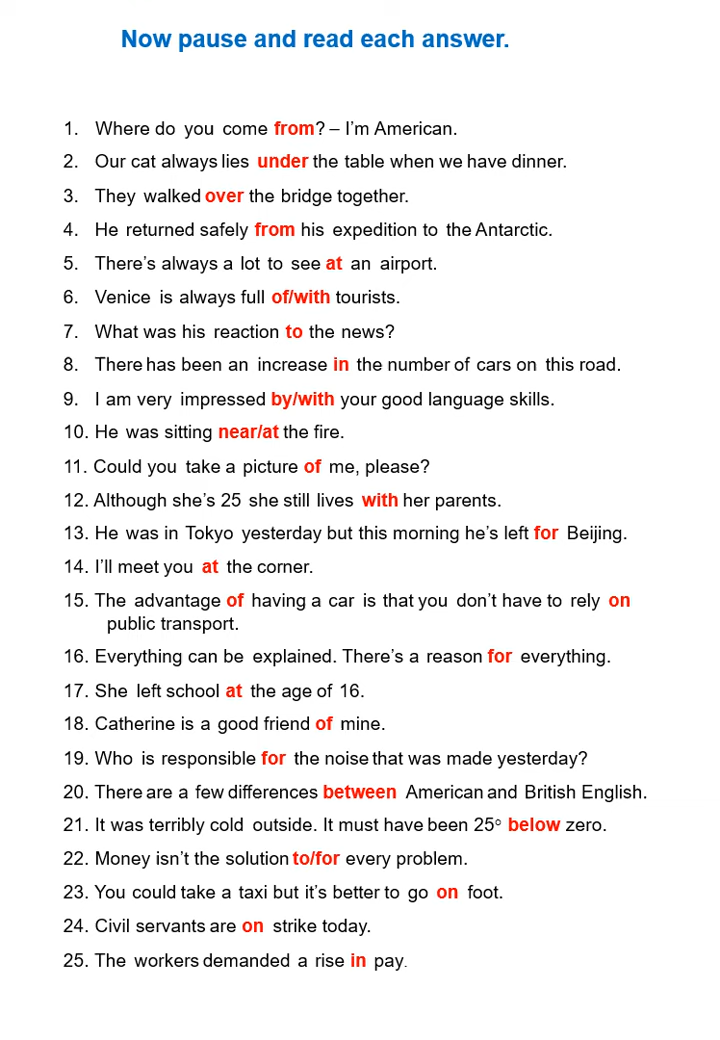 Now pause and read each answer.
1. Where do you come from? – I'm American.
2. Our cat always lies under the table when we have dinner.
3. They walked over the bridge together.
4. He returned safely from his expedition to the Antarctic.
5. There's always a lot to see at an airport.
6. Venice is always full of/with tourists.
7. What was his reaction to the news?
8. There has been an increase in the number of cars on this road.
9. I am very impressed by/with your good language skills.
10. He was sitting near/at the fire.
11. Could you take a picture of me, please?
12. Although she's 25 she still lives with her parents.
13. He was in Tokyo yesterday but this morning he's left for Beijing.
14. I'll meet you at the corner.
15. The advantage of having a car is that you don't have to rely on
public transport.
16. Everything can be explained. There's a reason for everything.
17. She left school at the age of 16.
18. Catherine is a good friend of mine.
19. Who is responsible for the noise that was made yesterday?
20. There are a few differences between American and British English.
21. It was terribly cold outside. It must have been 25° below zero.
22. Money isn't the solution to/for every problem.
23. You could take a taxi but it's better to go on foot.
24. Civil servants are on strike today.
25. The workers demanded a rise in pay.